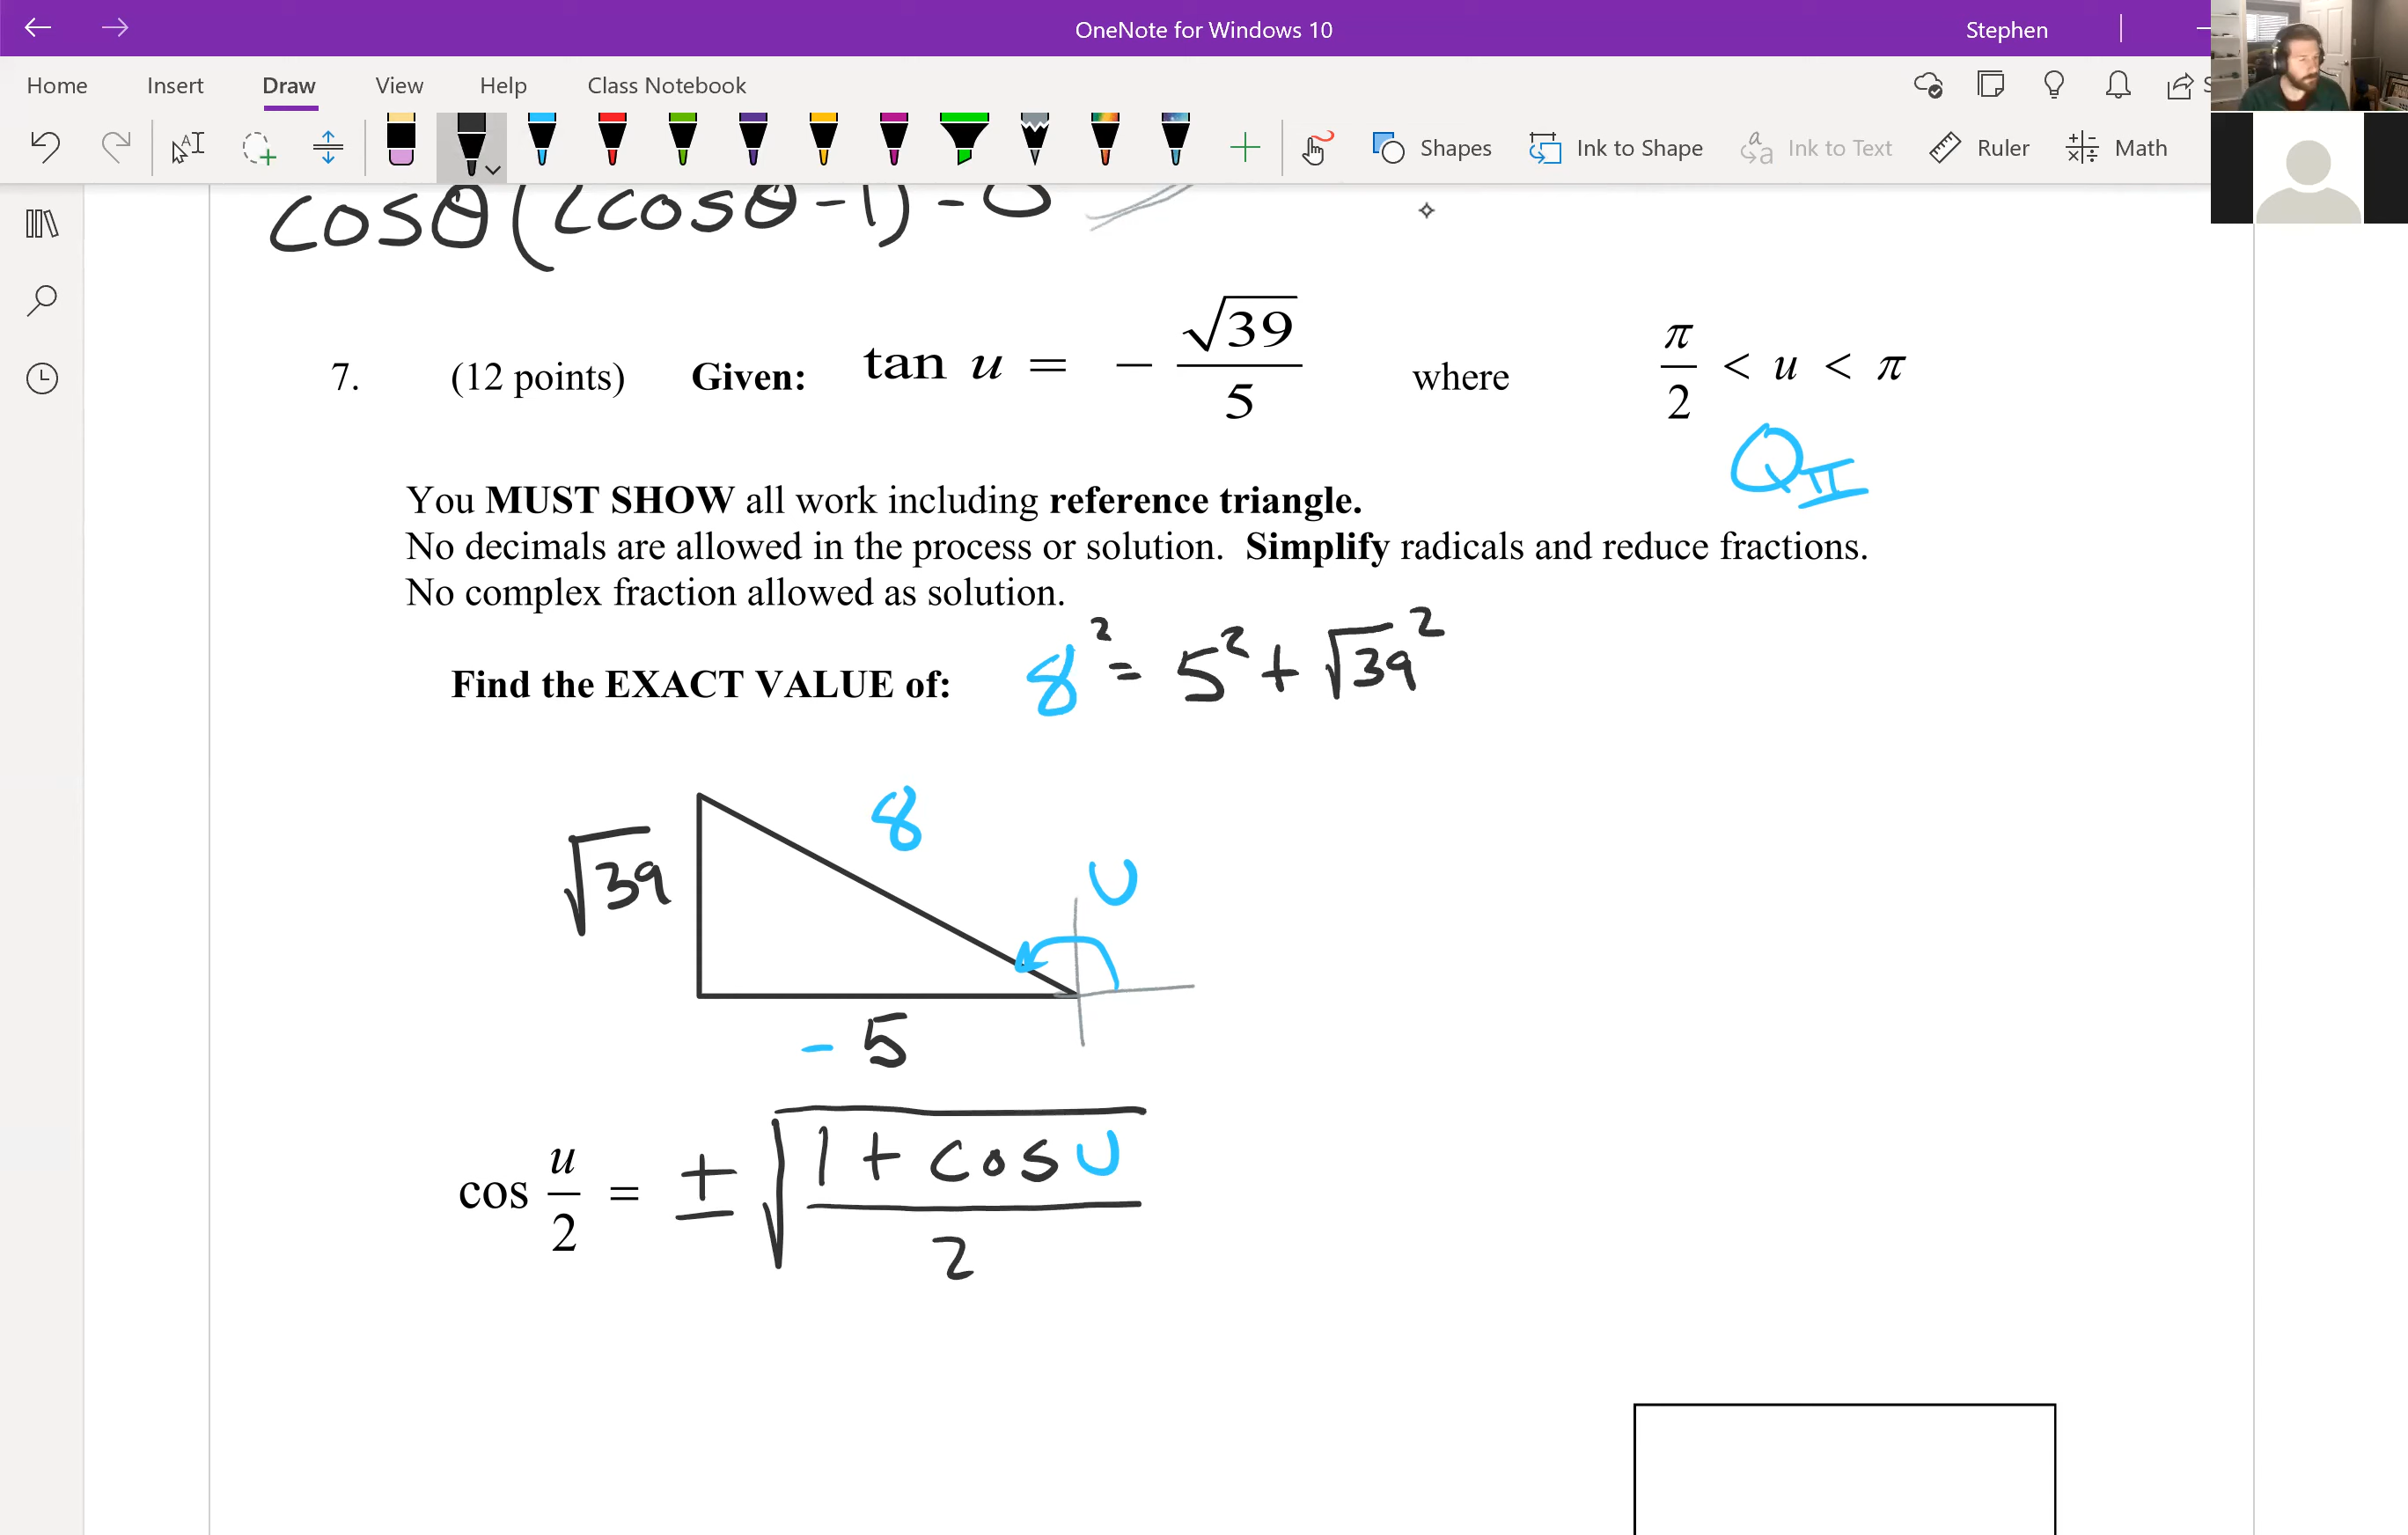 OneNote for Windows 10
Stephen
Home Insert Draw View Help Class Notebook
Shapes Ink to Shape Ink to Text Ruler Math
cosθ(2cosθ-1)=0
7. (12 points) Given: tan u = - √39/5 where π/2 < u < π
QII
You MUST SHOW all work including reference triangle.
No decimals are allowed in the process or solution. Simplify radicals and reduce fractions.
No complex fraction allowed as solution.
Find the EXACT VALUE of: 8² = 5² + √39²
8
√39
U
- 5
cos u/2 = ± √(1 + cos U / 2)